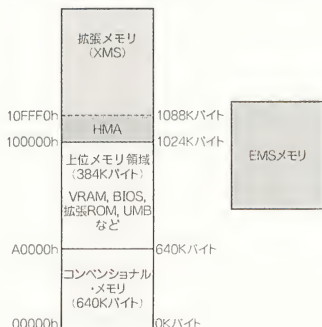 拡張メモリ
(XMS)
10FFF0h
1088Kバイト
HMA
100000h
1024Kバイト
EMSメモリ
上位メモリ領域
(384Kバイト)
VRAM, BIOS,
拡張ROM, UMB
など
A0000h
640Kバイト
コンベンショナル
・メモリ
(640Kバイト)
00000h
0Kバイト